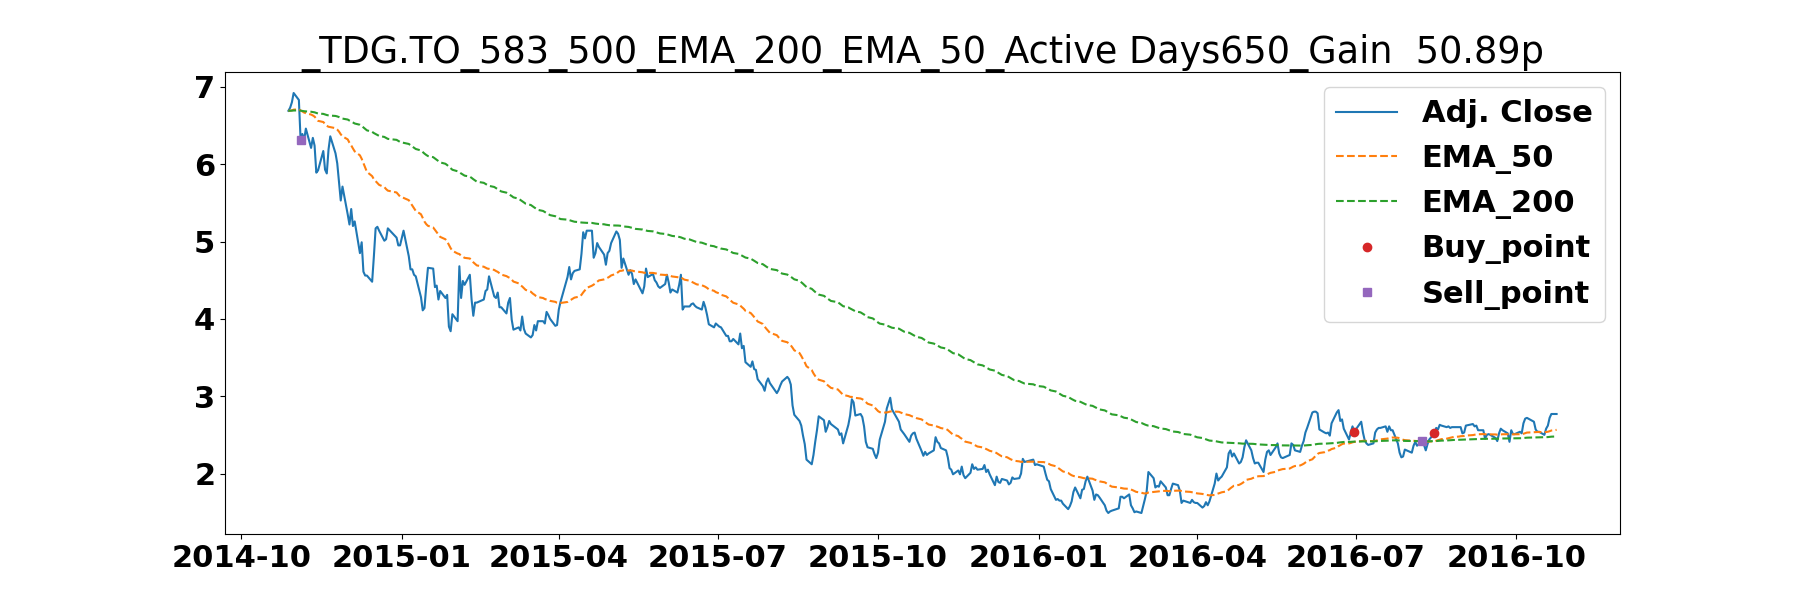 _TDG.TO_583_500_EMA_200_EMA_50_Active Days650_Gain  50.89p
7
6
5
4
3
2
Adj. Close
EMA_50
EMA_200
Buy_point
Sell_point
2014-10 2015-01 2015-04 2015-07 2015-10 2016-01 2016-04 2016-07 2016-10